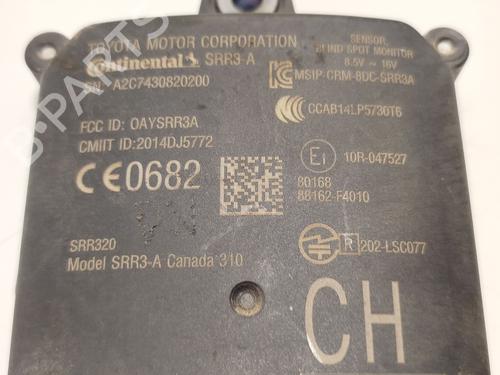 TOYOTA MOTOR CORPORATION
Continental SRR3-A
SN A2C7430820200
SENSOR,
BLIND SPOT MONITOR
8.5V ~ 16V
MSIP-CRM-8DC-SRR3A
CCC
CCAB14LP5730T6
FCC ID: OAYSRR3A
CMIIT ID:2014DJ5772
CE0682
10R-047527
80168
88162-F4010
SRR320
Model SRR3-A Canada 310
R 202-LSC077
CH
B-PARTS